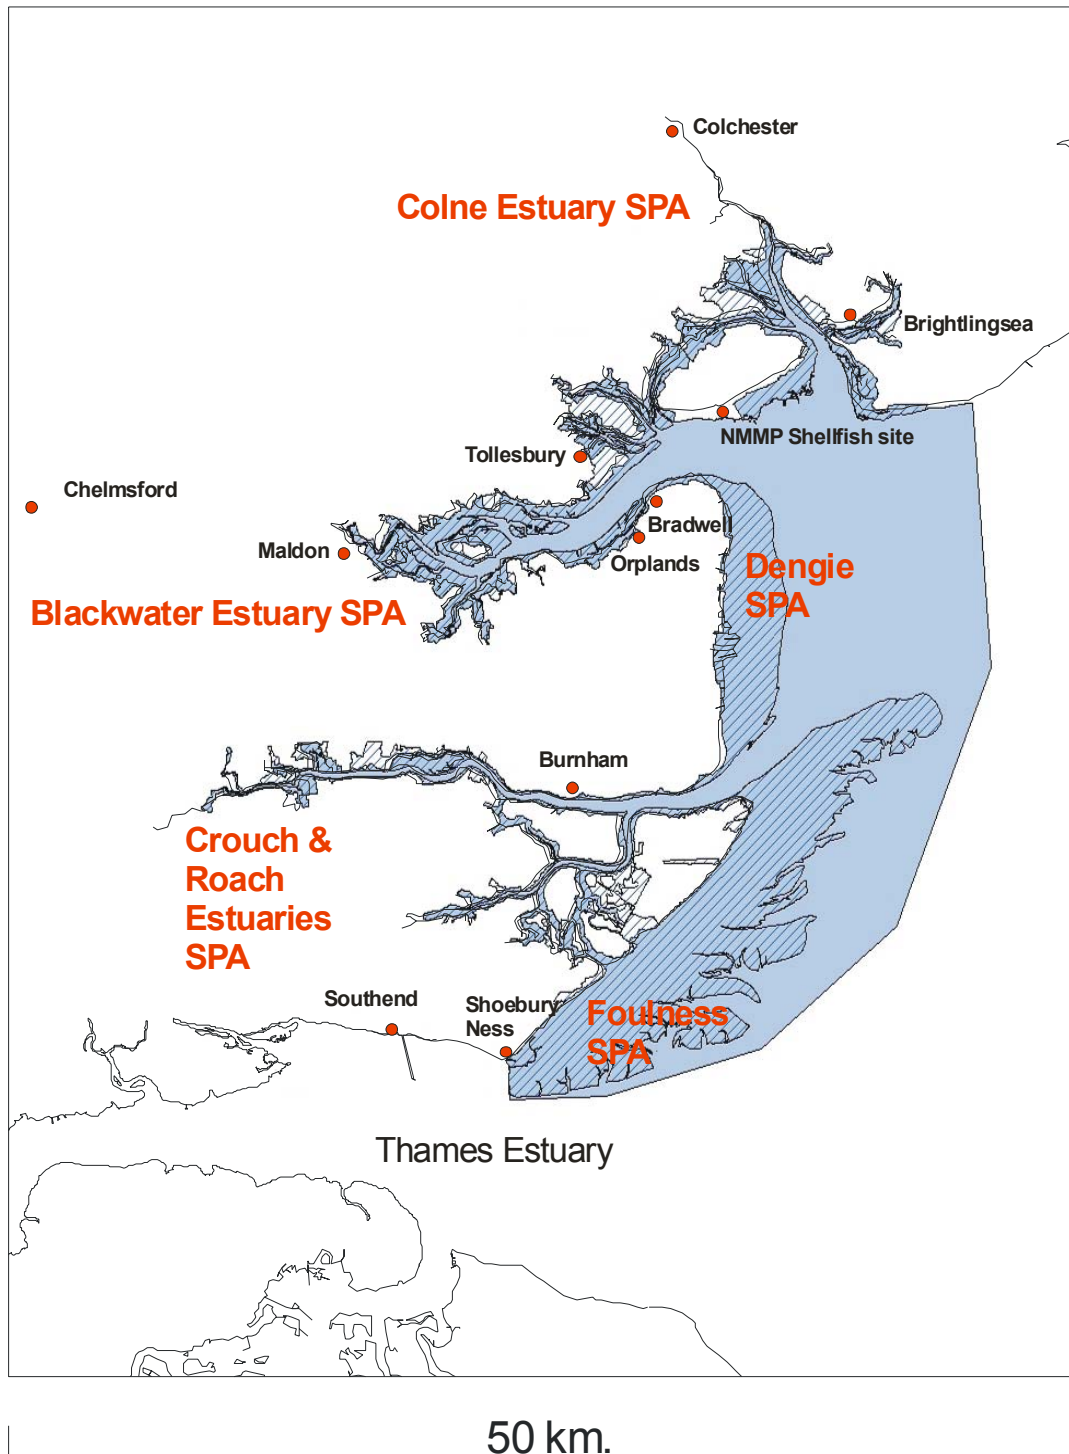 Colchester
Colne Estuary SPA
Brightlingsea
NMMP Shellfish site
Tollesbury
Chelmsford
Bradwell
Maldon
Orplands
Dengie
SPA
Blackwater Estuary SPA
Burnham
Crouch &
Roach
Estuaries
SPA
Southend
Shoebury
Ness
Foulness
SPA
Thames Estuary
50 km.